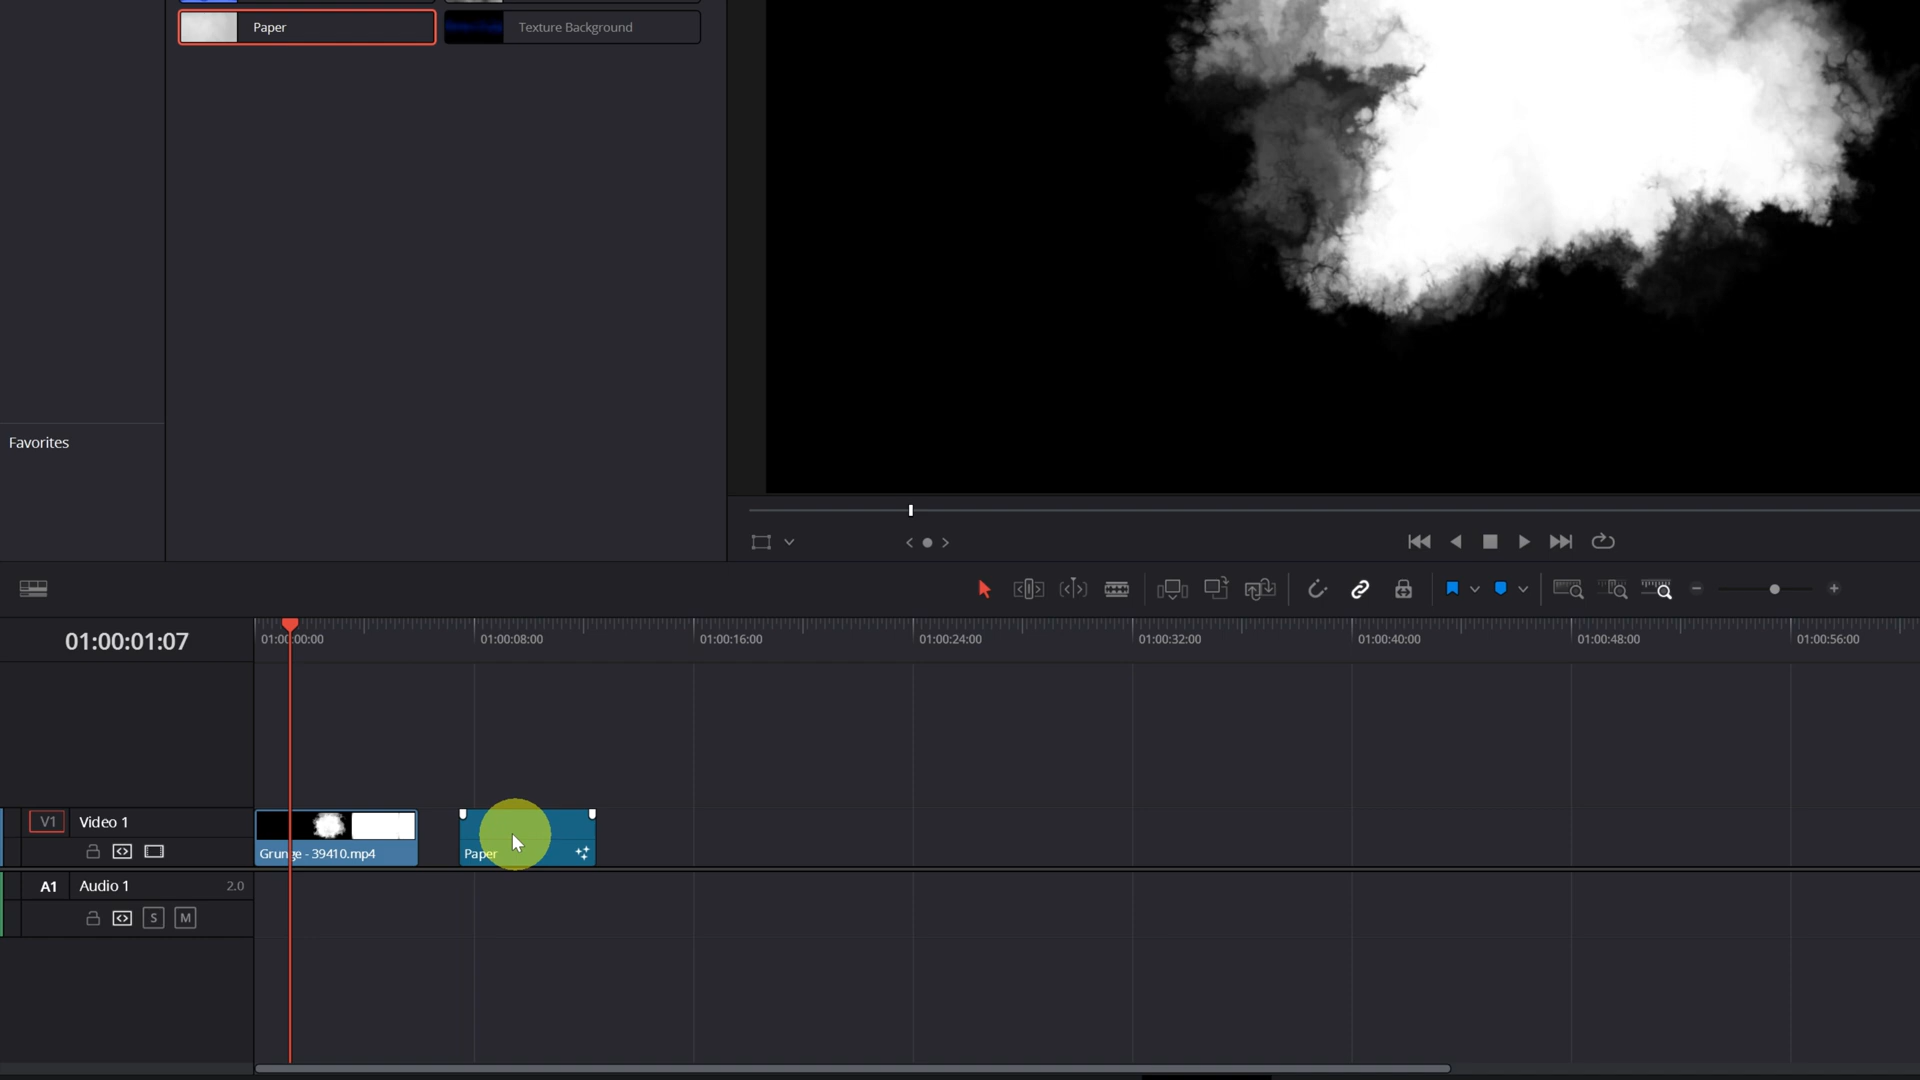 Paper
Texture Background
Favorites
01:00:01:07
01:00:00:00
01:00:08:00
01:00:16:00
01:00:24:00
01:00:32:00
01:00:40:00
01:00:48:00
01:00:56:00
V1 Video 1
Grunge - 39410.mp4
Paper
A1 Audio 1 2.0
S M